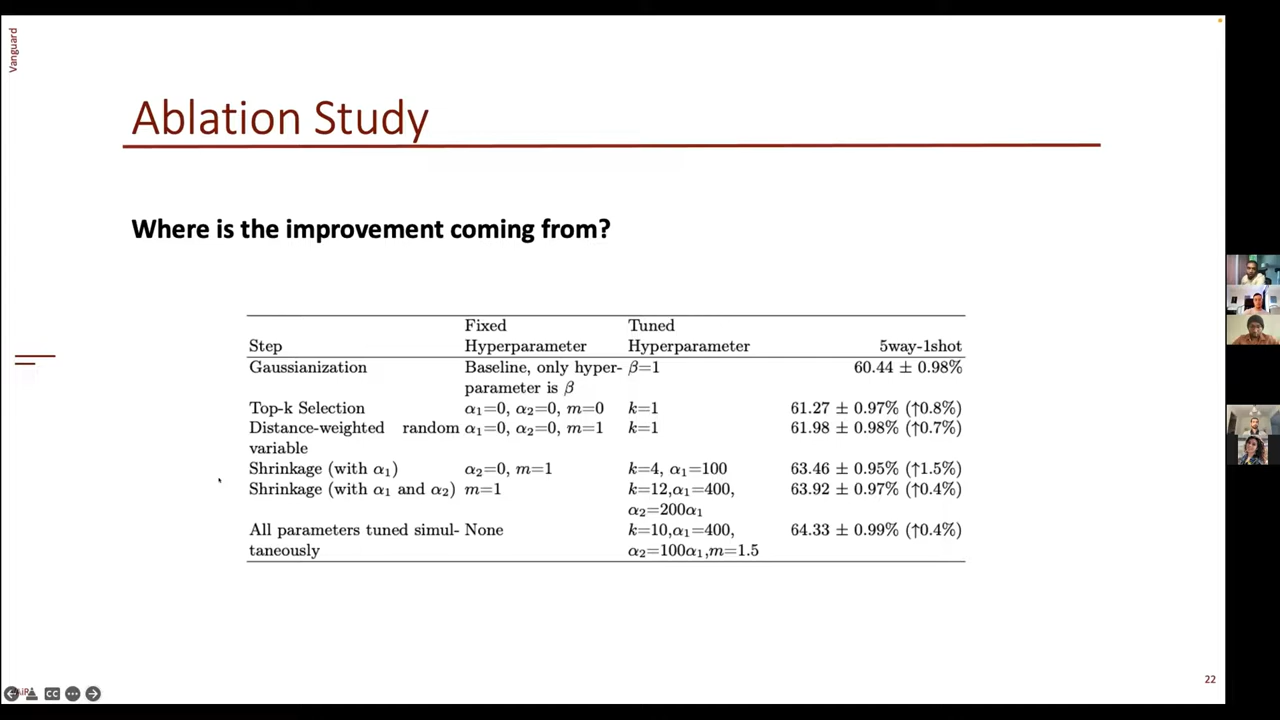 Vanguard
Ablation Study
Where is the improvement coming from?
Fixed Tuned
Step Hyperparameter Hyperparameter 5way-1shot
Gaussianization Baseline, only hyper- β=1 60.44 ± 0.98%
parameter is β
Top-k Selection α₁=0, α₂=0, m=0 k=1 61.27 ± 0.97% (↑0.8%)
Distance-weighted random α₁=0, α₂=0, m=1 k=1 61.98 ± 0.98% (↑0.7%)
variable
Shrinkage (with α₁) α₂=0, m=1 k=4, α₁=100 63.46 ± 0.95% (↑1.5%)
Shrinkage (with α₁ and α₂) m=1 k=12,α₁=400, 63.92 ± 0.97% (↑0.4%)
α₂=200α₁
All parameters tuned simul- None k=10,α₁=400, 64.33 ± 0.99% (↑0.4%)
taneously α₂=100α₁,m=1.5
22
CC